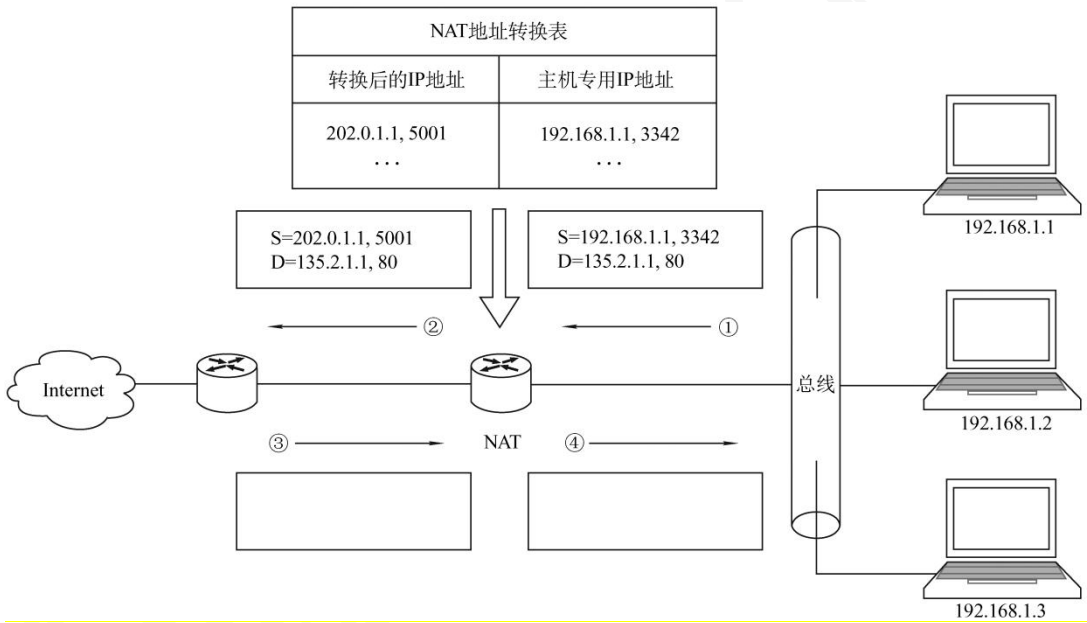 NAT地址转换表
转换后的IP地址
主机专用IP地址
202.0.1.1, 5001
192.168.1.1, 3342
...
...
S=202.0.1.1, 5001
D=135.2.1.1, 80
S=192.168.1.1, 3342
D=135.2.1.1, 80
192.168.1.1
②
①
Internet
总线
192.168.1.2
③
NAT
④
192.168.1.3